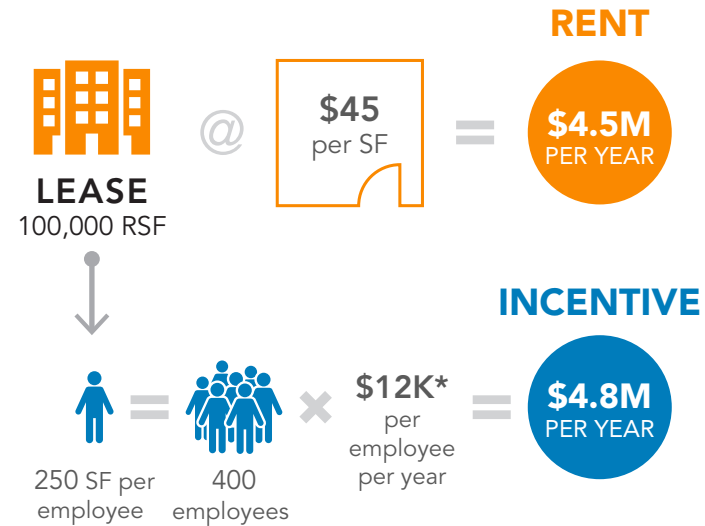 RENT
@
$45
per SF
=
$4.5M
PER YEAR
LEASE
100,000 RSF
INCENTIVE
=
×
$12K*
per
employee
per year
=
$4.8M
PER YEAR
250 SF per
employee
400
employees